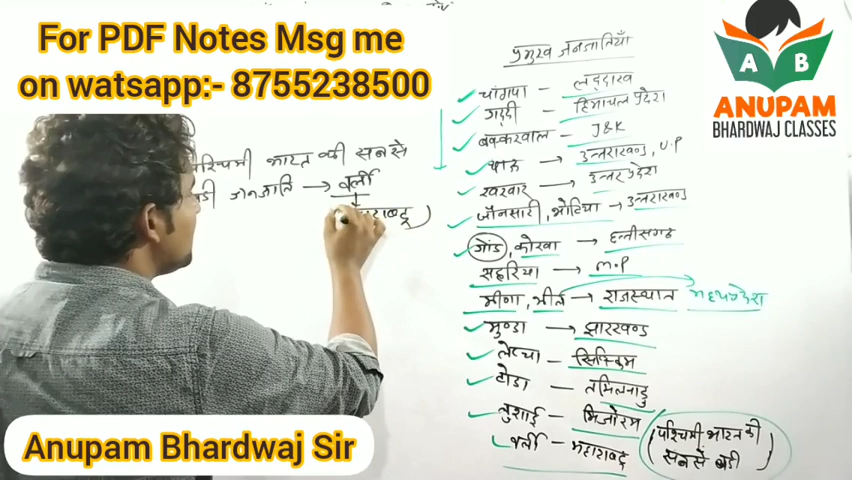 For PDF Notes Msg me
on watsapp:- 8755238500
A B
ANUPAM
BHARDWAJ CLASSES
पश्चिमी भारत की सबसे
बडी जनजाति → वर्ली
प्रमुख जनजातियाँ
चांगपा - लद्दाख
गद्दी - हिमाचल प्रदेश
बक्करवाल - J&K
थारू → उत्तराखण्ड, U.P
खरवार → उत्तर प्रदेश
जौनसारी, भोटिया → उत्तराखण्ड
गोंड, कोरवा → छत्तीसगढ
सहरिया → M.P
मीणा, भील → राजस्थान मध्यप्रदेश
मुण्डा → झारखण्ड
लेप्चा - सिक्किम
टोडा - तमिलनाडु
लुशाई - मिजोरम
वर्ली - महाराष्ट्र
(पश्चिमी भारत की
सबसे बडी)
Anupam Bhardwaj Sir